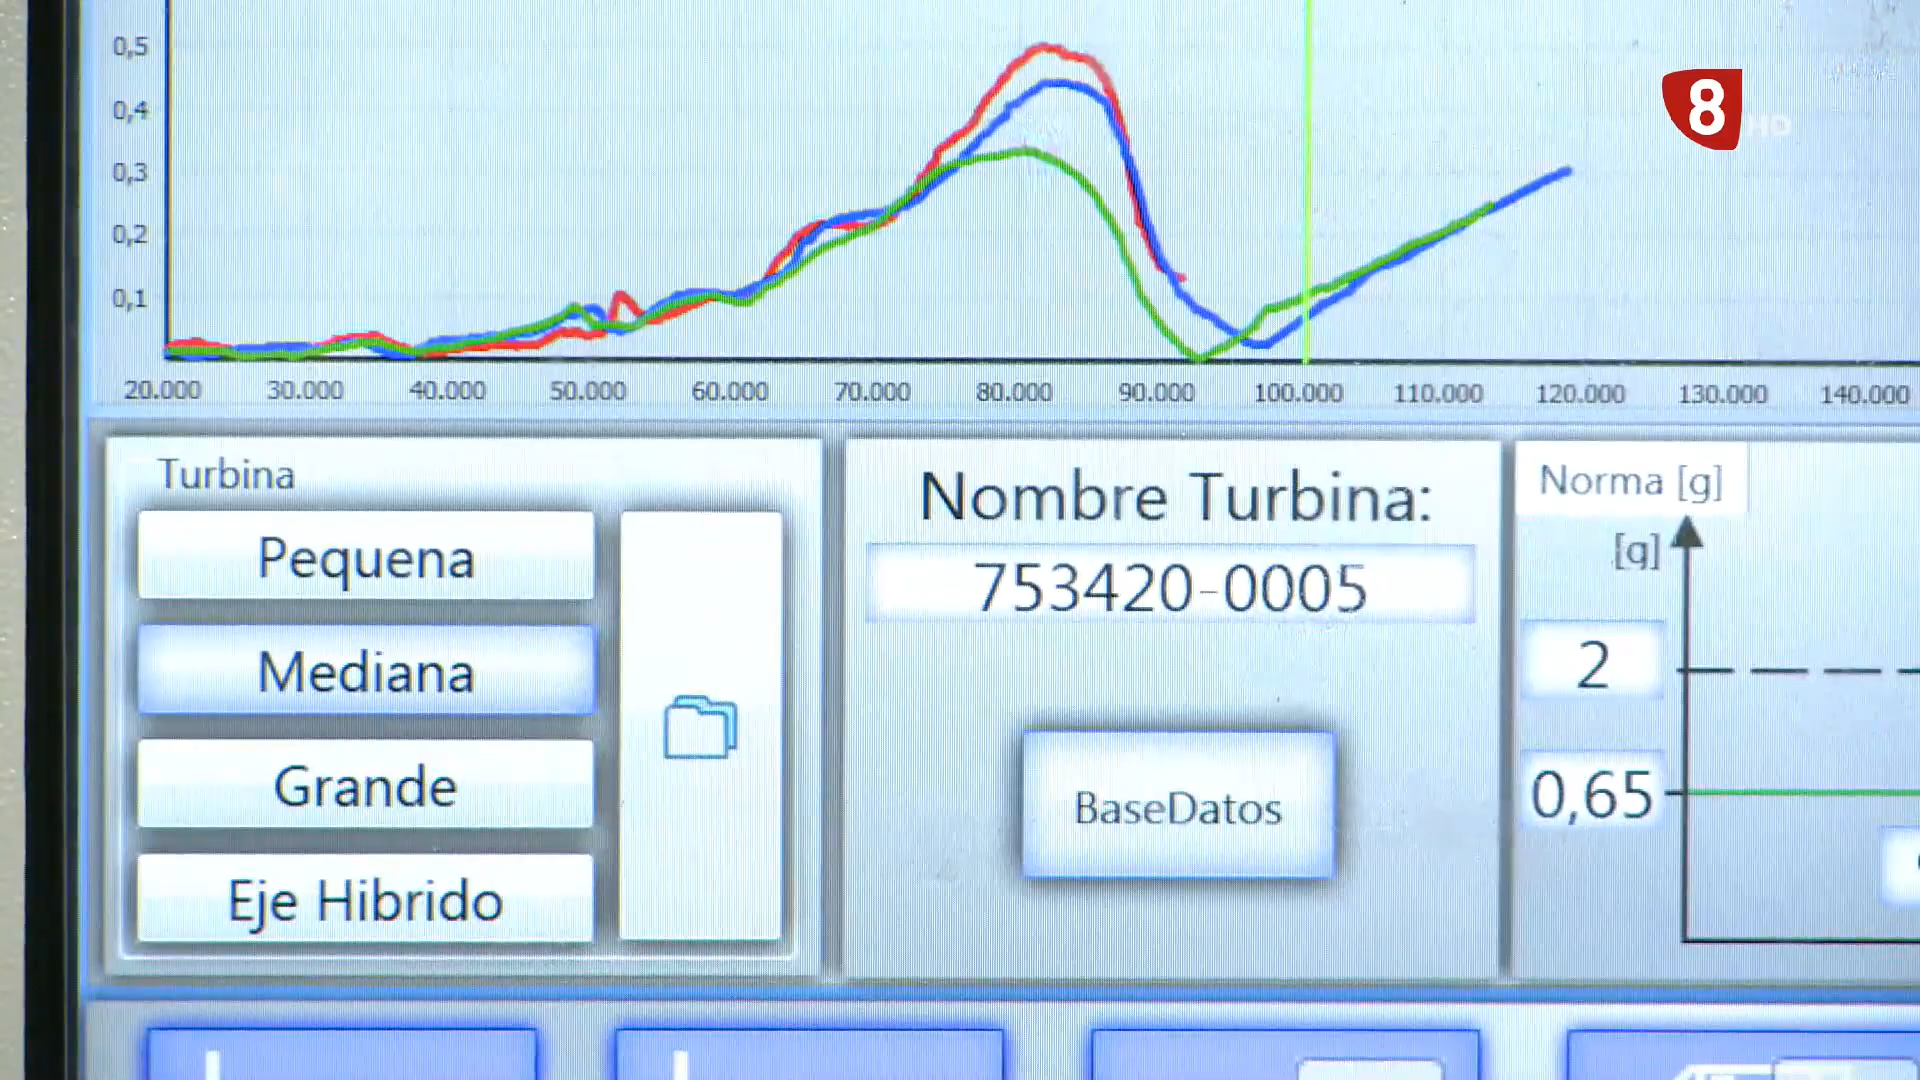 8 HD
0,5
0,4
0,3
0,2
0,1
20.000 30.000 40.000 50.000 60.000 70.000 80.000 90.000 100.000 110.000 120.000 130.000 140.000
Turbina
Pequena
Mediana
Grande
Eje Hibrido
Nombre Turbina:
753420-0005
BaseDatos
Norma [g]
[g]
2
0,65